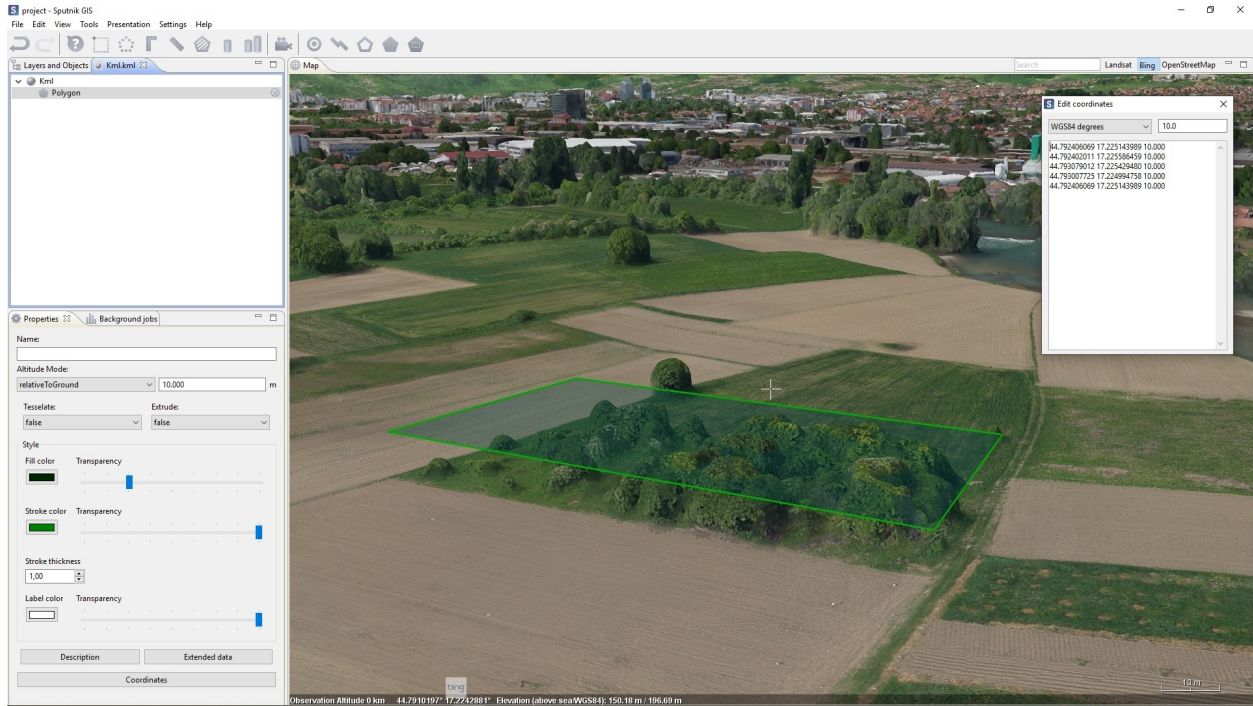 S project - Sputnik GIS
File Edit View Tools Presentation Settings Help
Layers and Objects Kml.kml
Kml
Polygon
Map
Search
Landsat Bing OpenStreetMap
S Edit coordinates
WGS84 degrees 10.0
44.792406069 17.225143989 10.000
44.792402011 17.225586459 10.000
44.793079012 17.225429480 10.000
44.793007725 17.224994758 10.000
44.792406069 17.225143989 10.000
Properties Background jobs
Name:
Altitude Mode:
relativeToGround 10.000 m
Tesselate: Extrude:
false false
Style
Fill color Transparency
Stroke color Transparency
Stroke thickness
1,00
Label color Transparency
Description Extended data
Coordinates
bing
10 m
Observation Altitude 0 km 44.7910197° 17.2242881° Elevation (above sea/WGS84): 150.18 m / 196.69 m